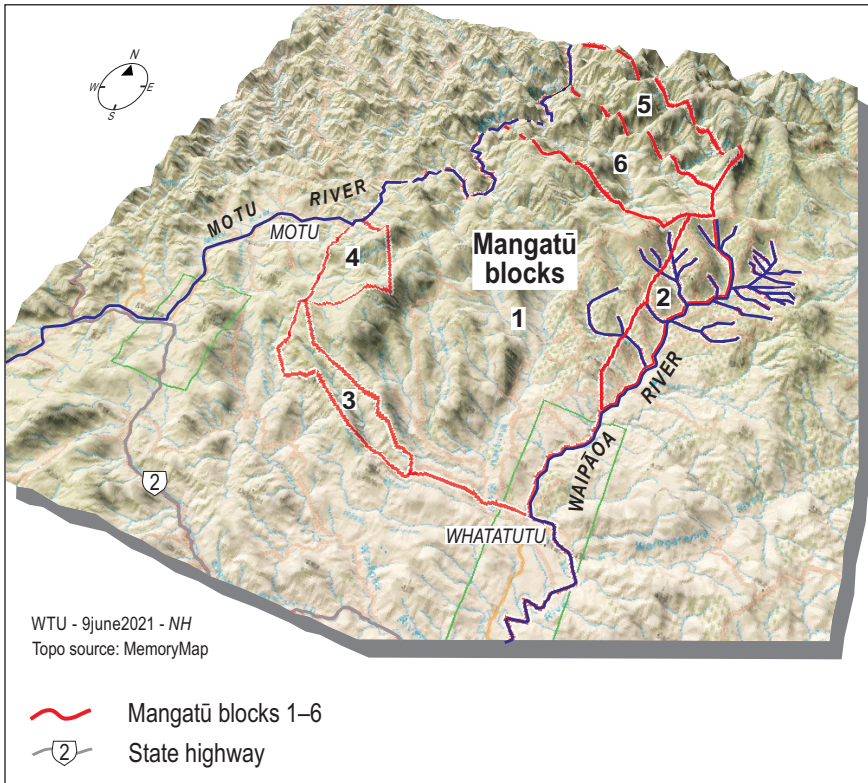 N
W
E
S
5
6
MOTU RIVER
MOTU
4
Mangatū
blocks
2
1
3
WAIPĀOA RIVER
2
WHATATUTU
WTU - 9june2021 - NH
Topo source: MemoryMap
Mangatū blocks 1–6
2
State highway